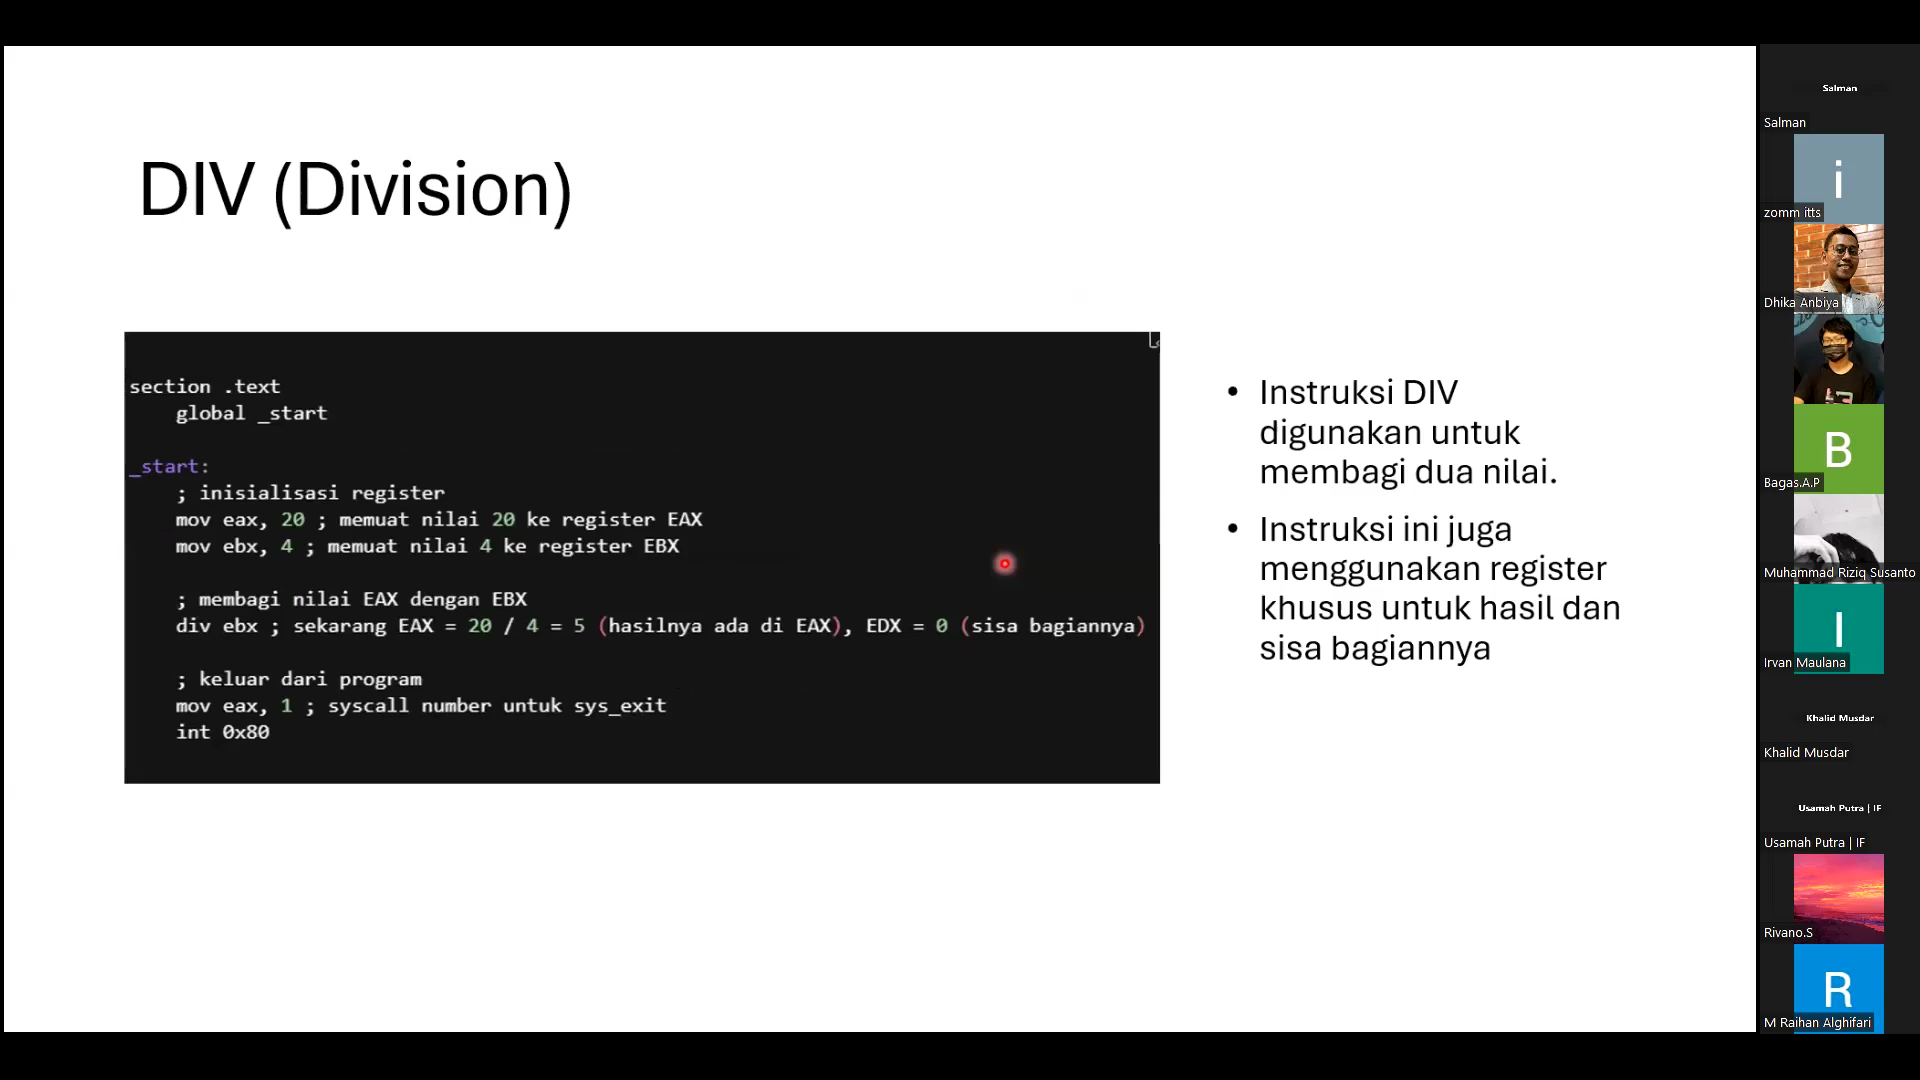 DIV (Division)
section .text
global _start
_start:
; inisialisasi register
mov eax, 20 ; memuat nilai 20 ke register EAX
mov ebx, 4 ; memuat nilai 4 ke register EBX
; membagi nilai EAX dengan EBX
div ebx ; sekarang EAX = 20 / 4 = 5 (hasilnya ada di EAX), EDX = 0 (sisa bagiannya)
; keluar dari program
mov eax, 1 ; syscall number untuk sys_exit
int 0x80
• Instruksi DIV
digunakan untuk
membagi dua nilai.
• Instruksi ini juga
menggunakan register
khusus untuk hasil dan
sisa bagiannya
Salman
Salman
i
zomm itts
Dhika Anbiya
B
Bagas.A.P
Muhammad Riziq Susanto
I
Irvan Maulana
Khalid Musdar
Khalid Musdar
Usamah Putra | IF
Usamah Putra | IF
Rivano.S
R
M Raihan Alghifari